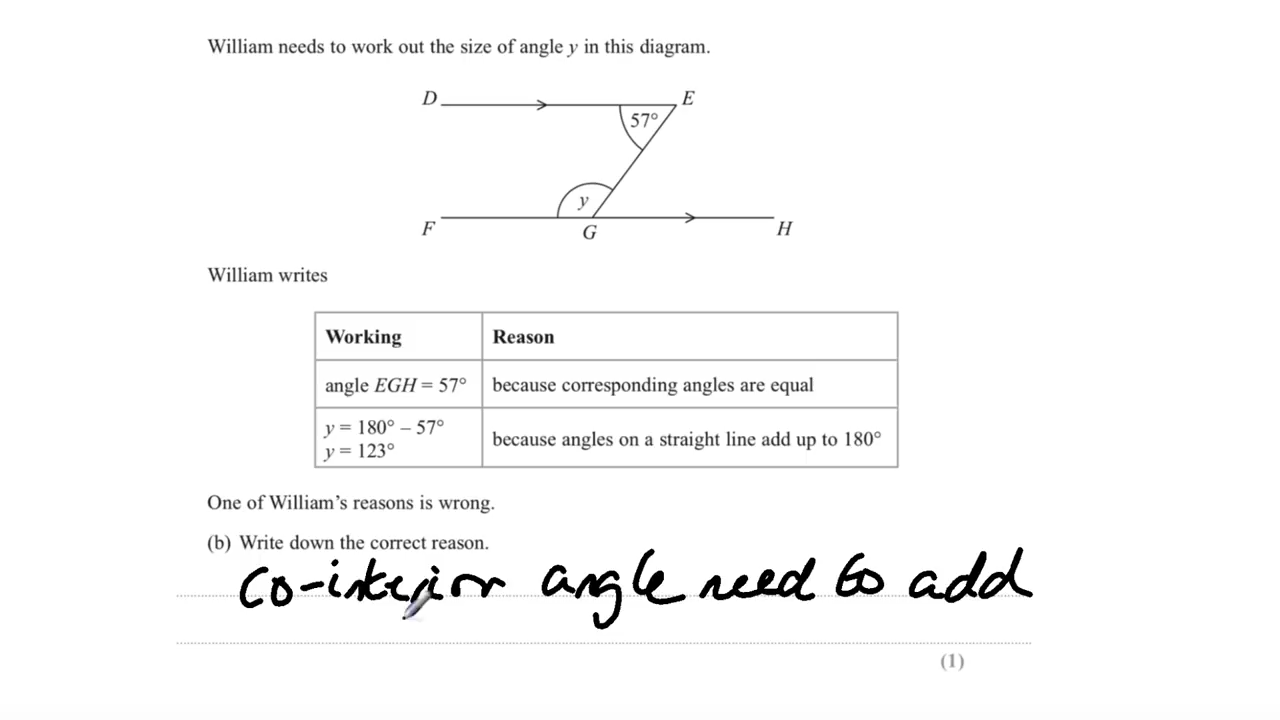 William needs to work out the size of angle y in this diagram.
D
E
57°
y
F
G
H
William writes
Working Reason
angle EGH = 57° because corresponding angles are equal
y = 180° – 57°
y = 123°
because angles on a straight line add up to 180°
One of William’s reasons is wrong.
(b) Write down the correct reason.
co-interior angle need to add
(1)